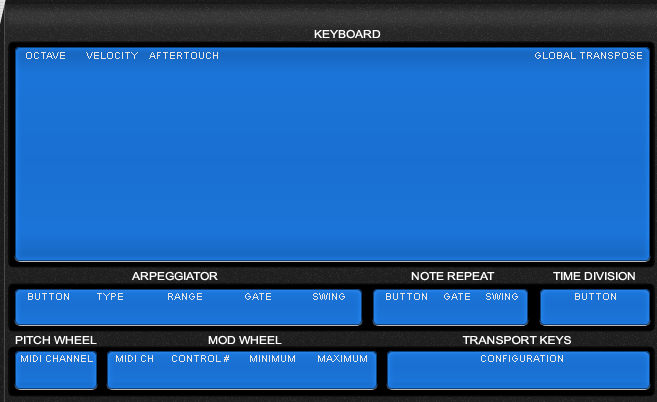 KEYBOARD
OCTAVE VELOCITY AFTERTOUCH GLOBAL TRANSPOSE
ARPEGGIATOR NOTE REPEAT TIME DIVISION
BUTTON TYPE RANGE GATE SWING BUTTON GATE SWING BUTTON
PITCH WHEEL MOD WHEEL TRANSPORT KEYS
MIDI CHANNEL MIDI CH CONTROL # MINIMUM MAXIMUM CONFIGURATION